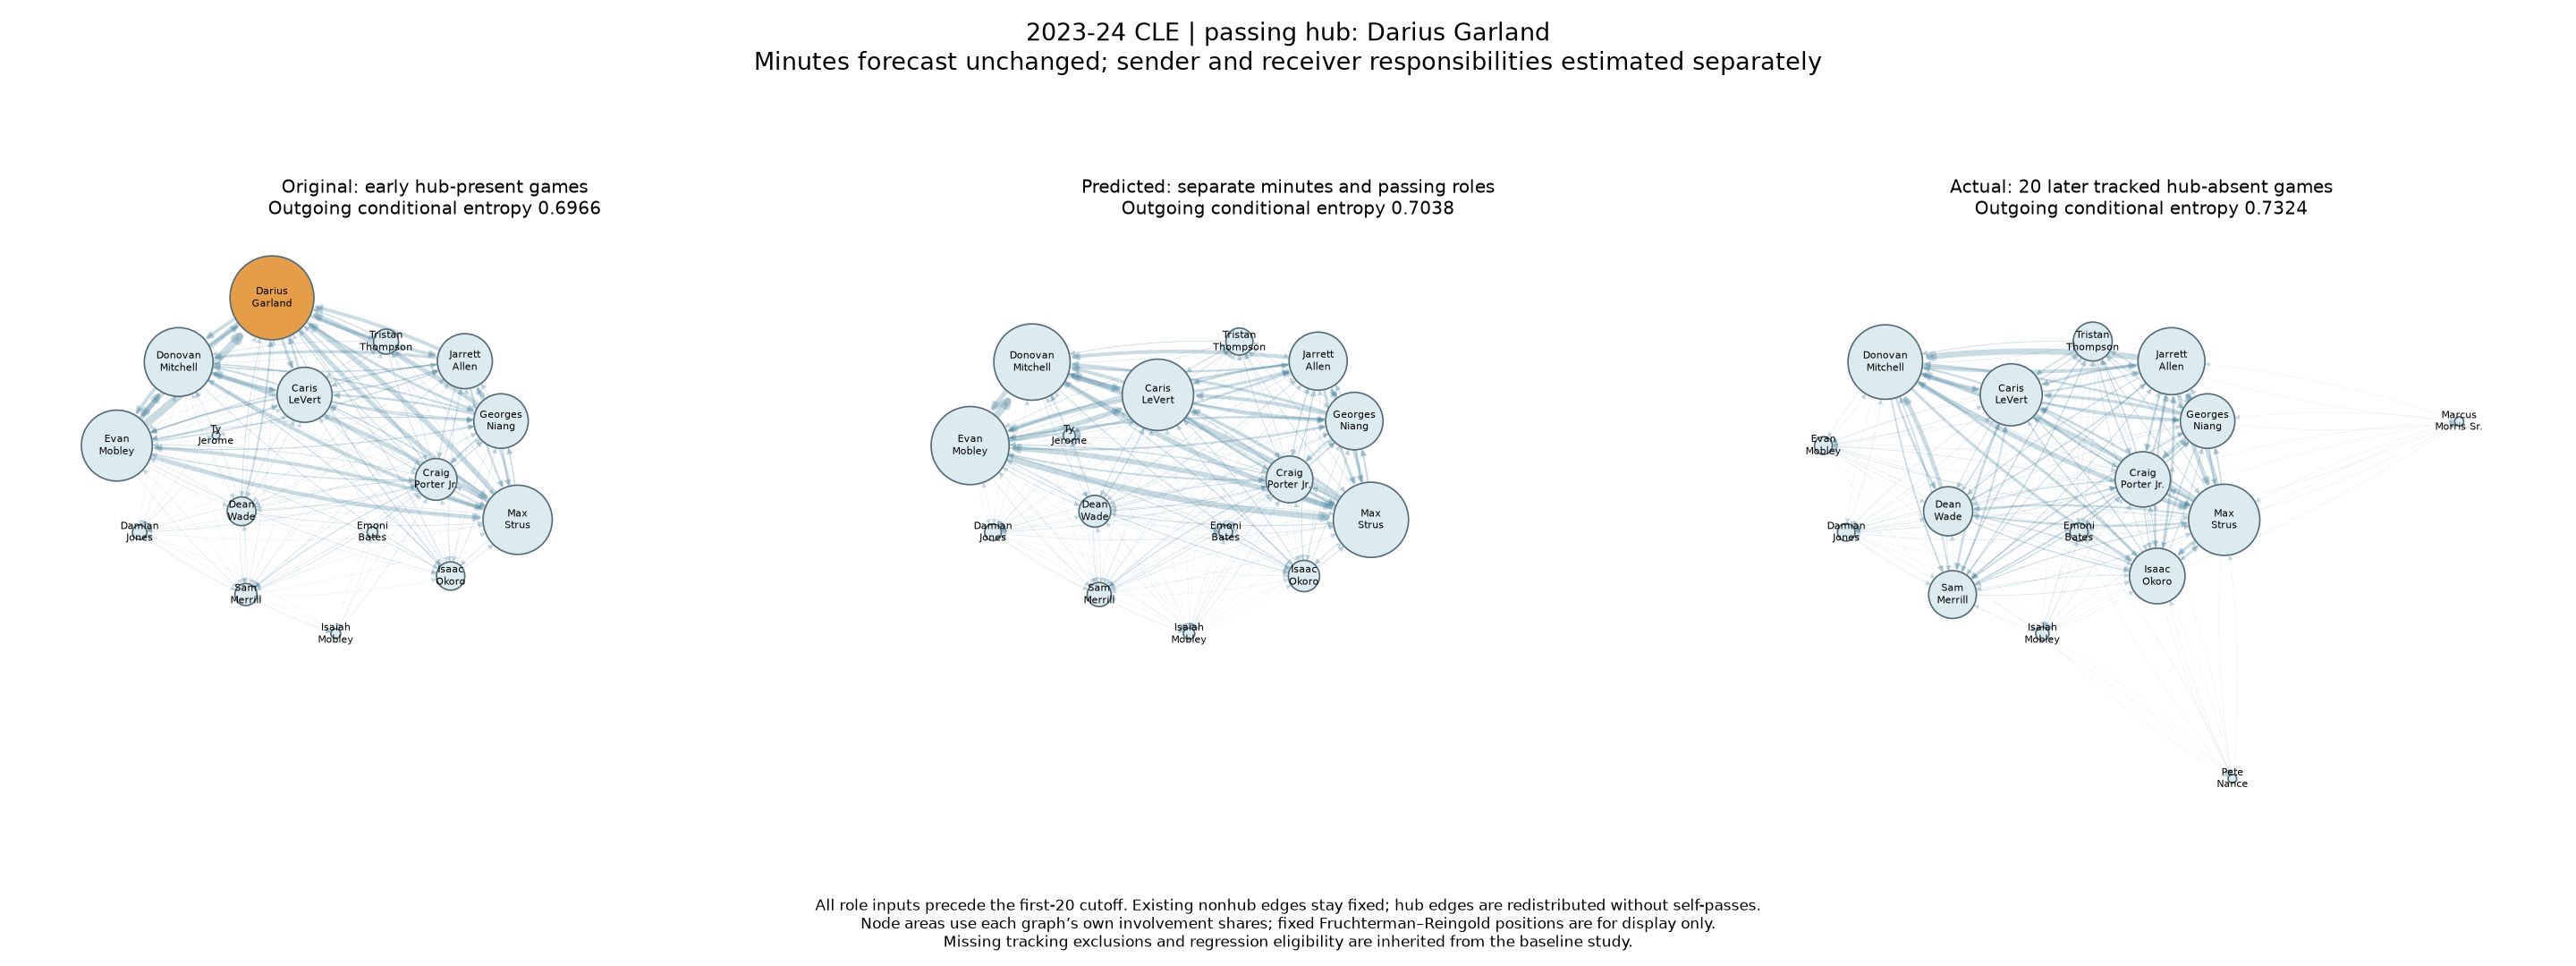 2023-24 CLE | passing hub: Darius Garland
Minutes forecast unchanged; sender and receiver responsibilities estimated separately
Original: early hub-present games
Outgoing conditional entropy 0.6966
Darius
Garland
Tristan
Thompson
Donovan
Mitchell
Jarrett
Allen
Caris
LeVert
Georges
Niang
Ty
Jerome
Evan
Mobley
Craig
Porter Jr.
Dean
Wade
Max
Strus
Damian
Jones
Emoni
Bates
Isaac
Okoro
Sam
Merrill
Isaiah
Mobley
Predicted: separate minutes and passing roles
Outgoing conditional entropy 0.7038
Tristan
Thompson
Donovan
Mitchell
Jarrett
Allen
Caris
LeVert
Georges
Niang
Ty
Jerome
Evan
Mobley
Craig
Porter Jr.
Dean
Wade
Max
Strus
Damian
Jones
Emoni
Bates
Isaac
Okoro
Sam
Merrill
Isaiah
Mobley
Actual: 20 later tracked hub-absent games
Outgoing conditional entropy 0.7324
Tristan
Thompson
Donovan
Mitchell
Jarrett
Allen
Caris
LeVert
Georges
Niang
Marcus
Morris Sr.
Evan
Mobley
Craig
Porter Jr.
Dean
Wade
Max
Strus
Damian
Jones
Emoni
Bates
Isaac
Okoro
Sam
Merrill
Isaiah
Mobley
Pete
Nance
All role inputs precede the first-20 cutoff. Existing nonhub edges stay fixed; hub edges are redistributed without self-passes.
Node areas use each graph’s own involvement shares; fixed Fruchterman–Reingold positions are for display only.
Missing tracking exclusions and regression eligibility are inherited from the baseline study.